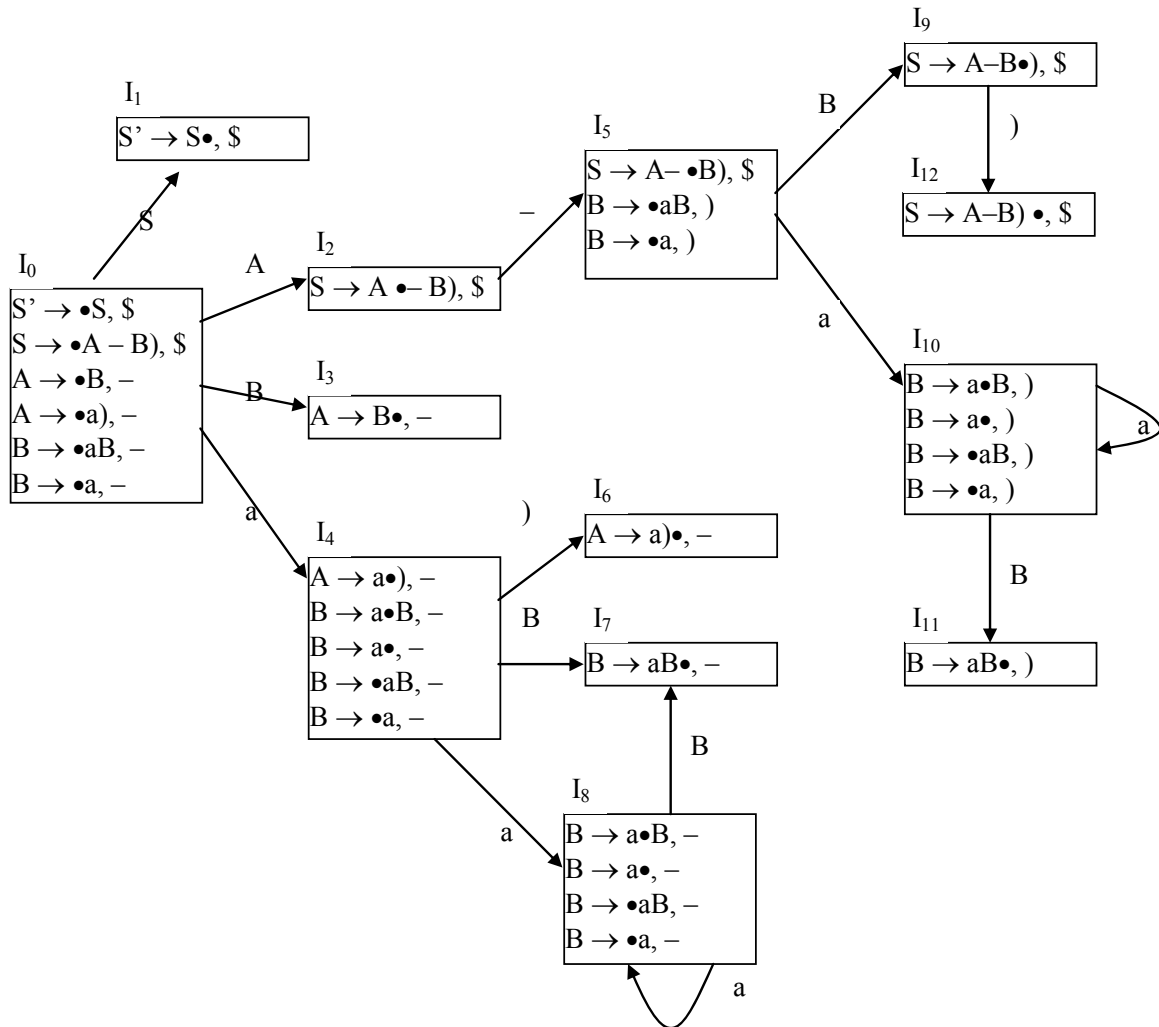 I9
S → A–B●), $
B
)
I1
S' → S●, $
I5
S → A– ●B), $
B → ●aB, )
B → ●a, )
I12
S → A–B) ●, $
–
S
I0
S' → ●S, $
S → ●A – B), $
A → ●B, –
A → ●a), –
B → ●aB, –
B → ●a, –
A
I2
S → A ●– B), $
B
I3
A → B●, –
a
a
I10
B → a●B, )
B → a●, )
B → ●aB, )
B → ●a, )
a
)
I6
A → a)●, –
I4
A → a●), –
B → a●B, –
B → a●, –
B → ●aB, –
B → ●a, –
B
I7
B → aB●, –
B
I11
B → aB●, )
B
a
I8
B → a●B, –
B → a●, –
B → ●aB, –
B → ●a, –
a